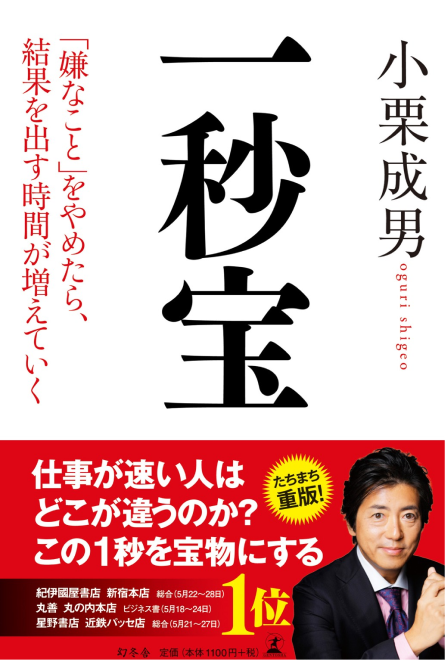 小栗成男
oguri shigeo
一秒宝
「嫌なこと」をやめたら、
結果を出す時間が増えていく
仕事が速い人は
どこが違うのか?
この1秒を宝物にする
たちまち
重版!
紀伊國屋書店 新宿本店 総合(5月22〜28日)
丸善 丸の内本店 ビジネス書(5月18〜24日)
星野書店 近鉄パッセ店 総合(5月21〜27日)
1位
幻冬舎 定価(本体1100円+税)